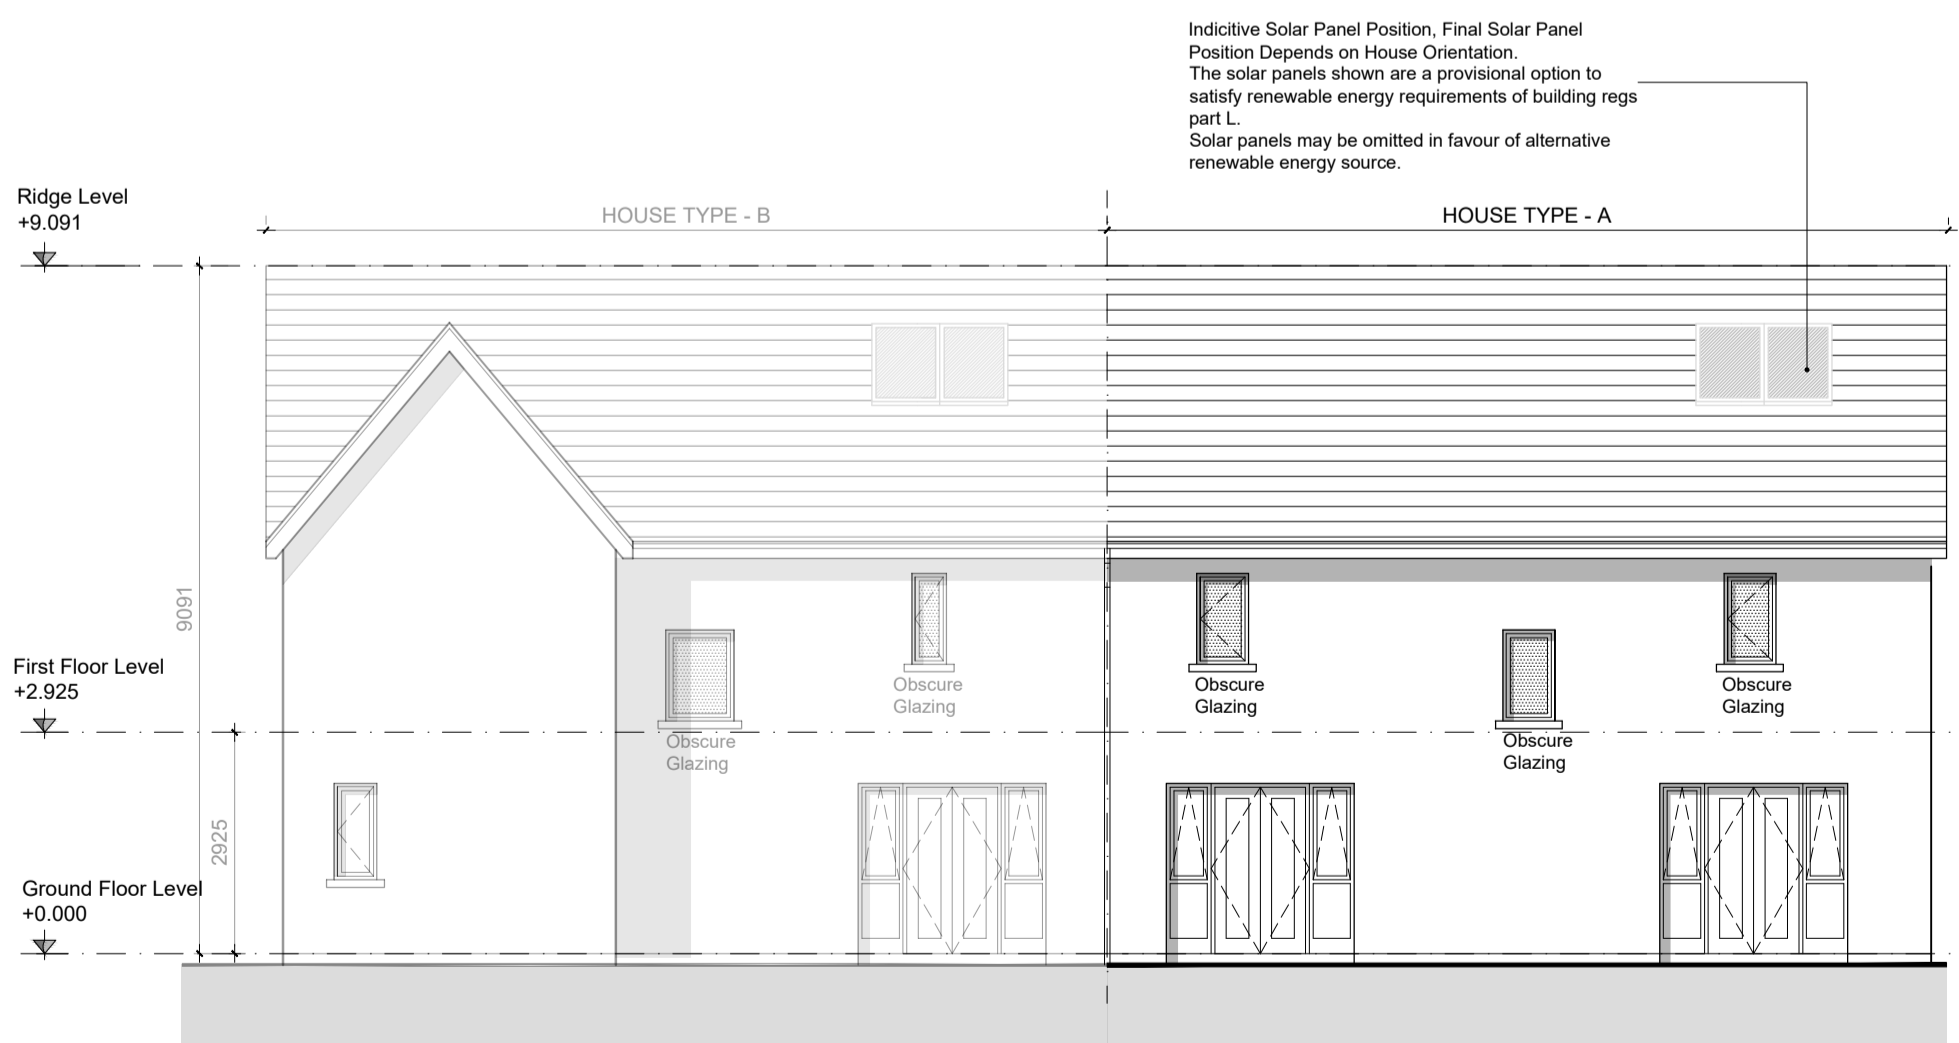 Indicitive Solar Panel Position, Final Solar Panel
Position Depends on House Orientation.
The solar panels shown are a provisional option to
satisfy renewable energy requirements of building regs
part L.
Solar panels may be omitted in favour of alternative
renewable energy source.
Ridge Level
+9.091
HOUSE TYPE - B
HOUSE TYPE - A
9091
First Floor Level
+2.925
Obscure
Glazing
Obscure
Glazing
Obscure
Glazing
Obscure
Glazing
Obscure
Glazing
2925
Ground Floor Level
+0.000